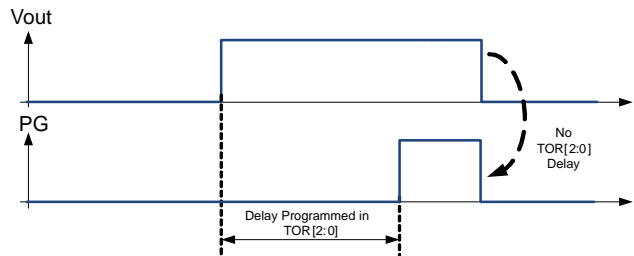 Vout
PG
No
TOR[2:0]
Delay
Delay Programmed in
TOR[2:0]